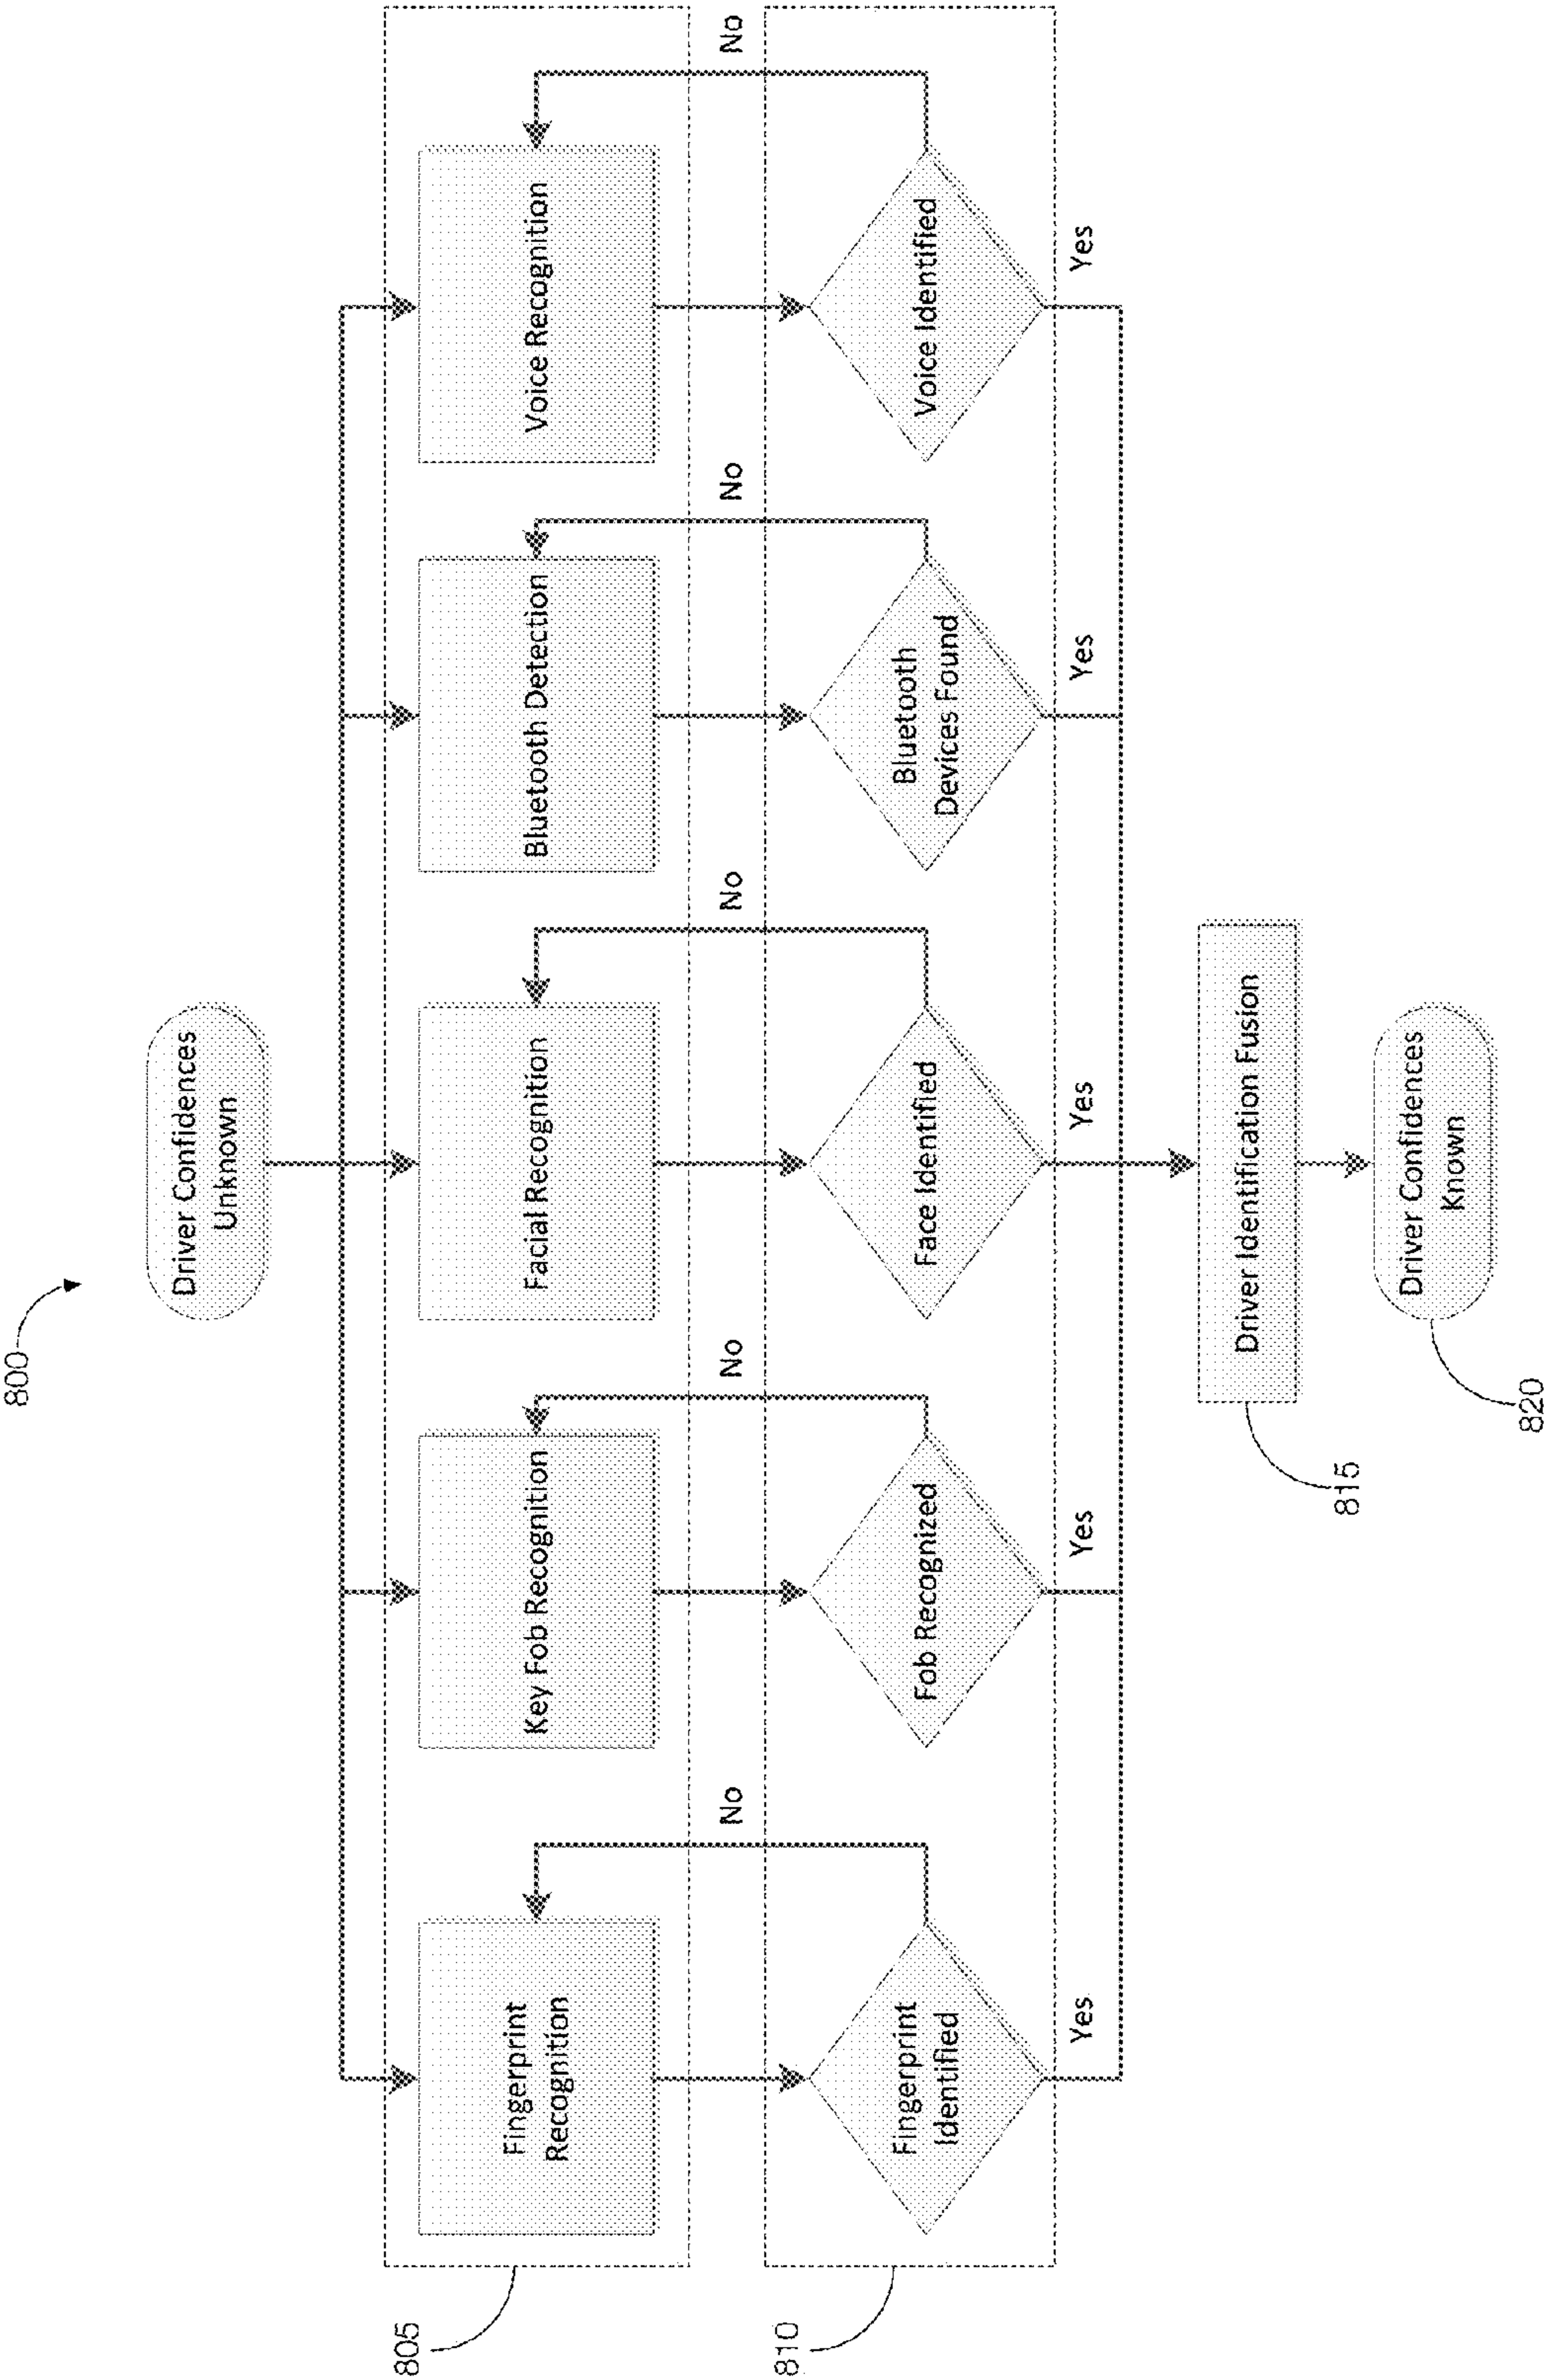 800
Driver Confidences
Unknown
805
Fingerprint
Recognition
Key Fob Recognition
Facial Recognition
Bluetooth Detection
Voice Recognition
No
No
No
No
No
810
Fingerprint
Identified
Fob Recognized
Face Identified
Bluetooth
Devices Found
Voice Identified
Yes
Yes
Yes
Yes
Yes
815
Driver Identification Fusion
820
Driver Confidences
Known